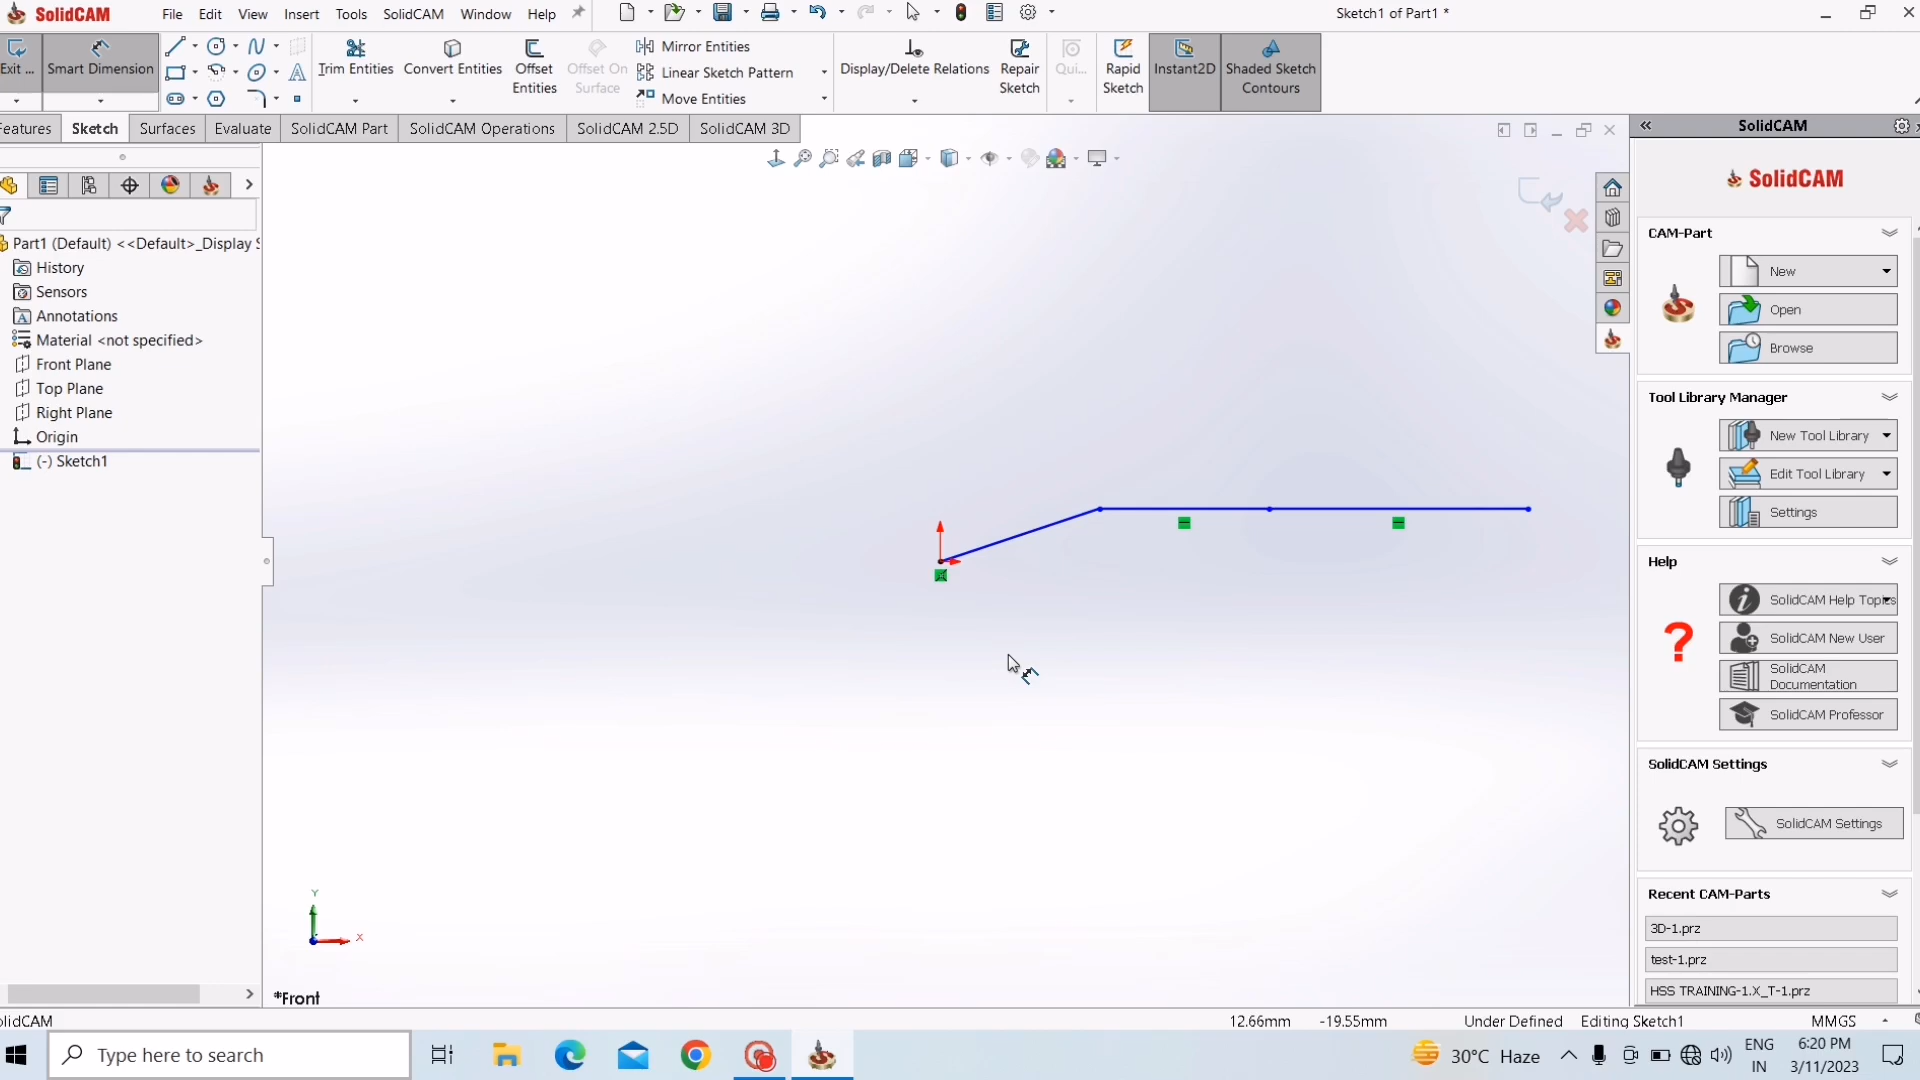 SolidCAM File Edit View Insert Tools SolidCAM Window Help Sketch1 of Part1 *
Exit ... Smart Dimension Trim Entities Convert Entities Offset Entities Offset On Surface Mirror Entities Display/Delete Relations Repair Sketch Qui... Rapid Sketch Instant2D Shaded Sketch Contours
Linear Sketch Pattern
Move Entities
Features Sketch Surfaces Evaluate SolidCAM Part SolidCAM Operations SolidCAM 2.5D SolidCAM 3D
SolidCAM
SolidCAM
Part1 (Default) <<Default>_Display S
History
Sensors
Annotations
Material <not specified>
Front Plane
Top Plane
Right Plane
Origin
(-) Sketch1
Y
X
*Front
CAM-Part
New
Open
Browse
Tool Library Manager
New Tool Library
Edit Tool Library
Settings
Help
SolidCAM Help Topics
SolidCAM New User
SolidCAM
Documentation
SolidCAM Professor
SolidCAM Settings
SolidCAM Settings
Recent CAM-Parts
3D-1.prz
test-1.prz
HSS TRAINING-1.X_T-1.prz
olidCAM 12.66mm -19.55mm Under Defined Editing Sketch1 MMGS
Type here to search 30°C Haze ENG IN 6:20 PM 3/11/2023